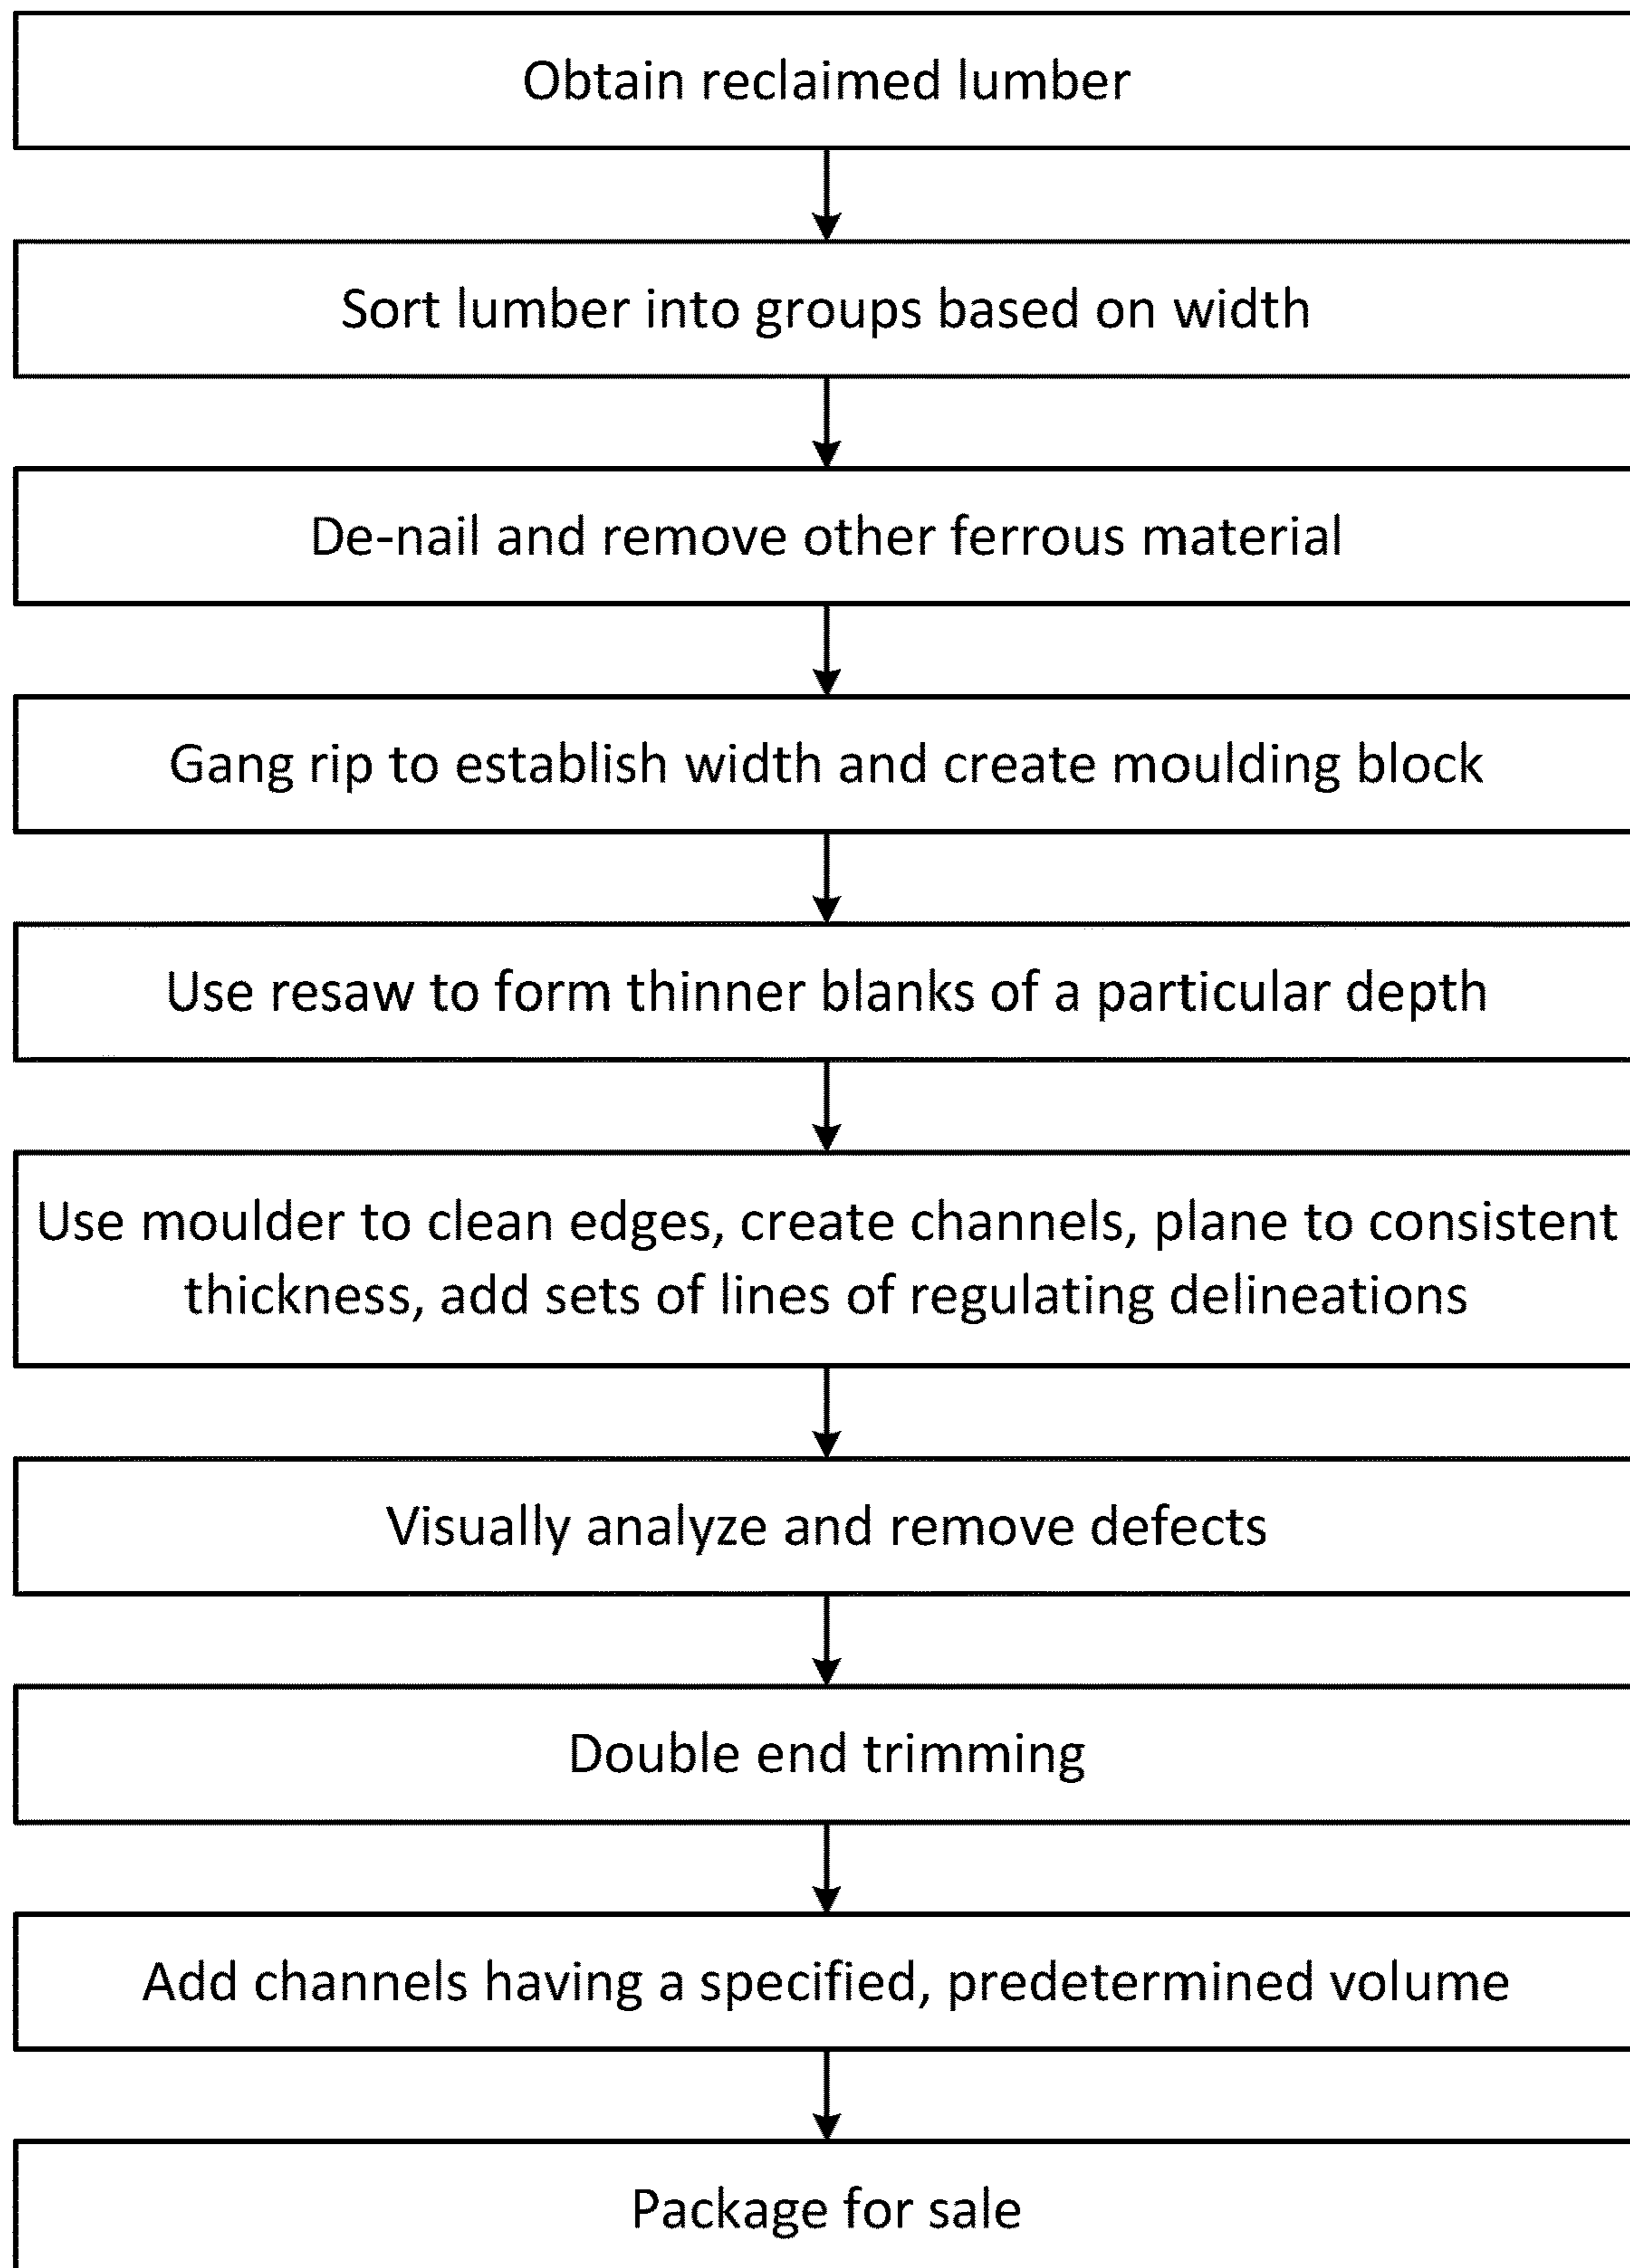 Obtain reclaimed lumber
Sort lumber into groups based on width
De-nail and remove other ferrous material
Gang rip to establish width and create moulding block
Use resaw to form thinner blanks of a particular depth
Use moulder to clean edges, create channels, plane to consistent
thickness, add sets of lines of regulating delineations
Visually analyze and remove defects
Double end trimming
Add channels having a specified, predetermined volume
Package for sale